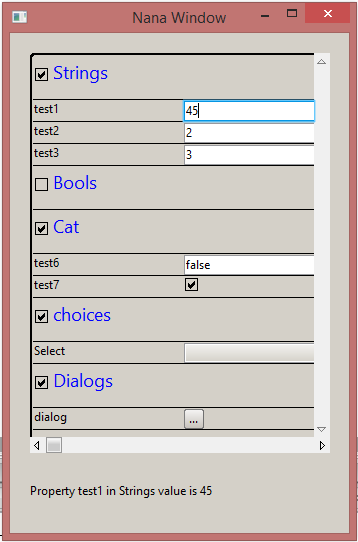 Nana Window
Strings
test1 45
test2 2
test3 3
Bools
Cat
test6 false
test7
choices
Select
Dialogs
dialog ...
Property test1 in Strings value is 45